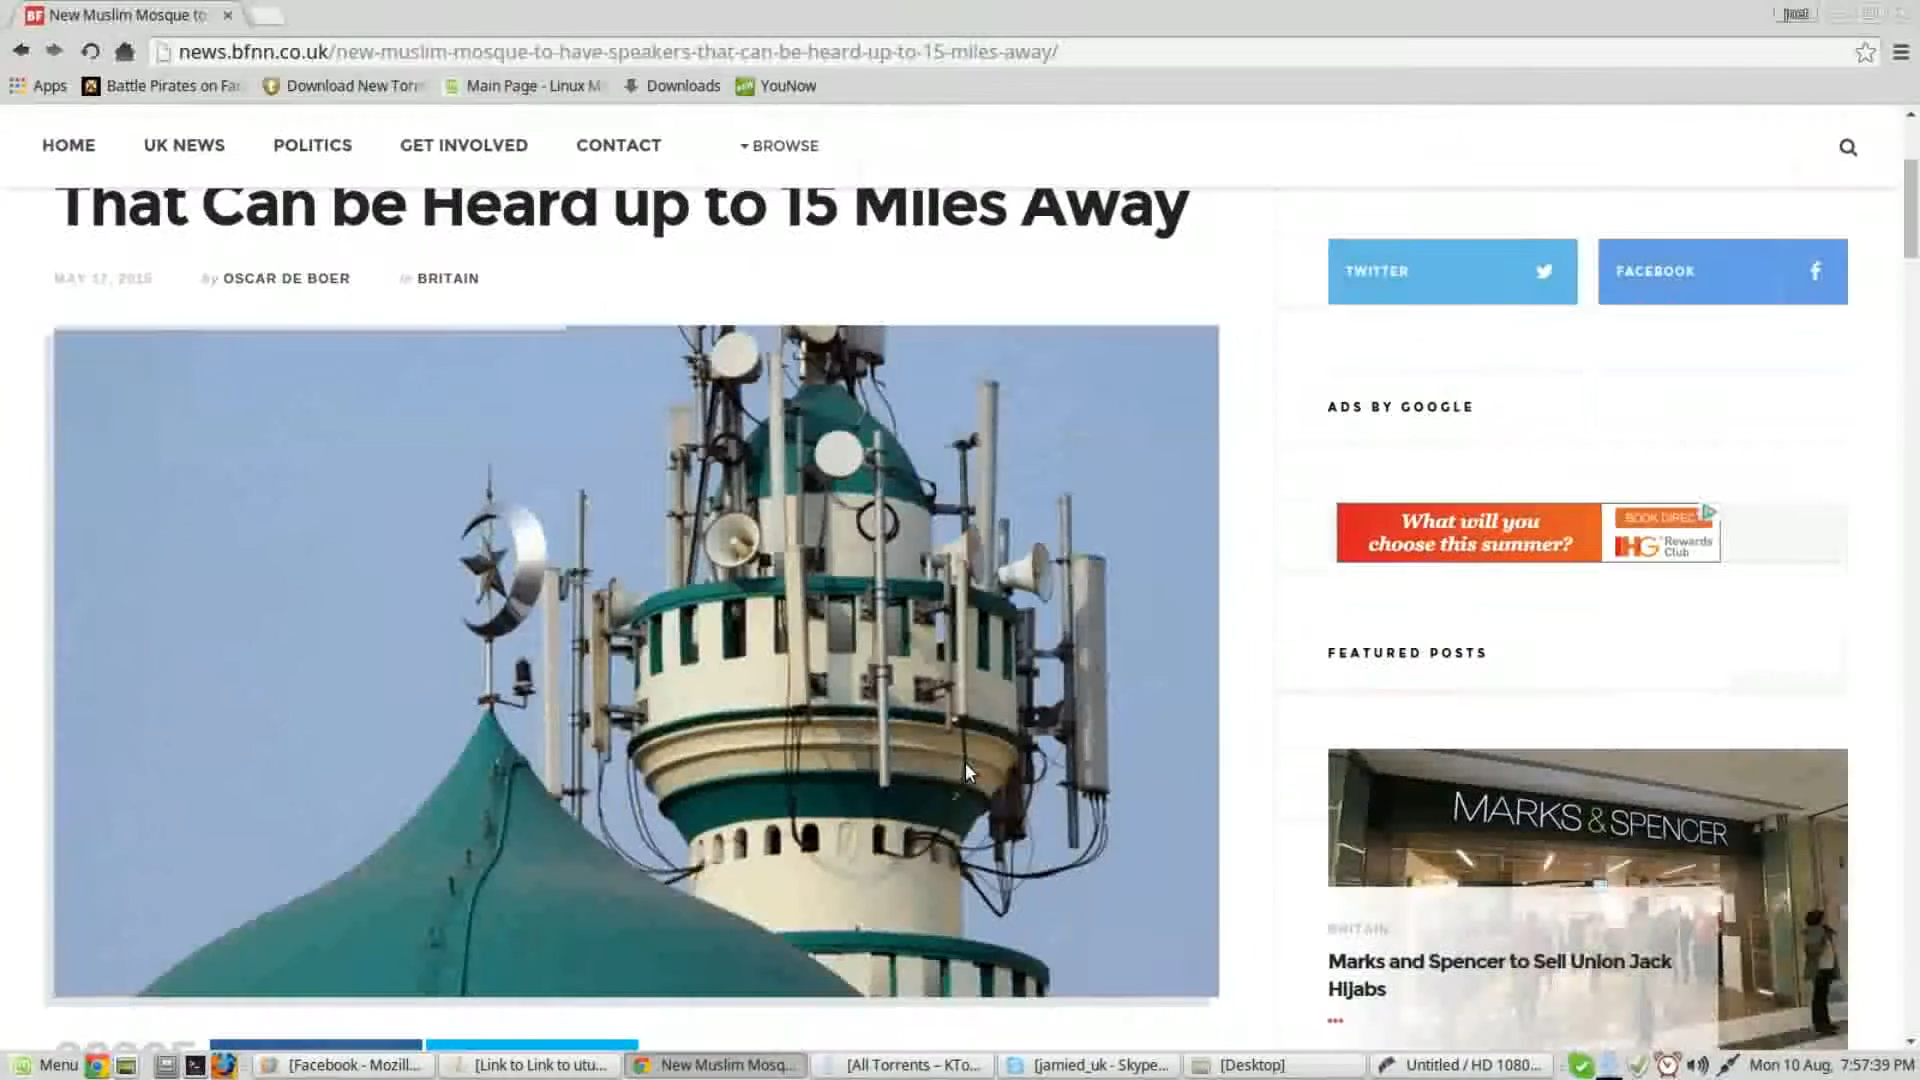 New Muslim Mosque to
jpnet
news.bfnn.co.uk/new-muslim-mosque-to-have-speakers-that-can-be-heard-up-to-15-miles-away/
Apps
Battle Pirates on Fa
Download New Torr
Main Page - Linux M
Downloads
YouNow
HOME
UK NEWS
POLITICS
GET INVOLVED
CONTACT
BROWSE
That Can be Heard up to 15 Miles Away
MAY 17, 2015
by OSCAR DE BOER
in BRITAIN
TWITTER
FACEBOOK
ADS BY GOOGLE
What will you
choose this summer?
BOOK DIREC
IHG Rewards
Club
FEATURED POSTS
MARKS & SPENCER
BRITAIN
Marks and Spencer to Sell Union Jack
Hijabs
Menu
[Facebook - Mozill...
[Link to Link to utu...
New Muslim Mosq...
[All Torrents – KTo...
[jamied_uk - Skype...
[Desktop]
Untitled / HD 1080...
Mon 10 Aug, 7:57:39 PM